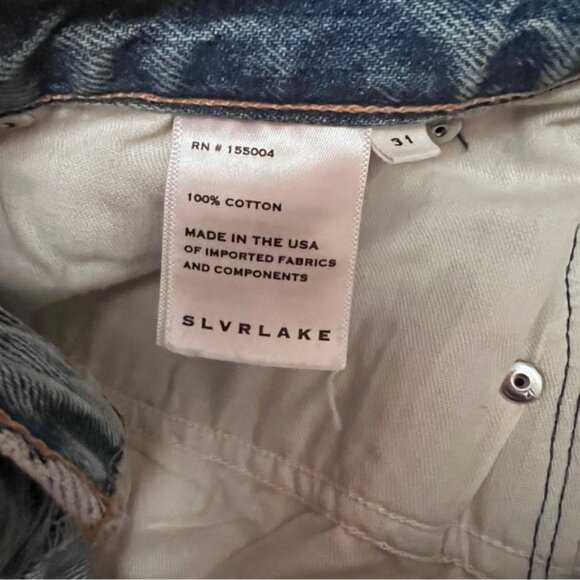 RN # 155004
31
100% COTTON
MADE IN THE USA
OF IMPORTED FABRICS
AND COMPONENTS
SLVRLAKE